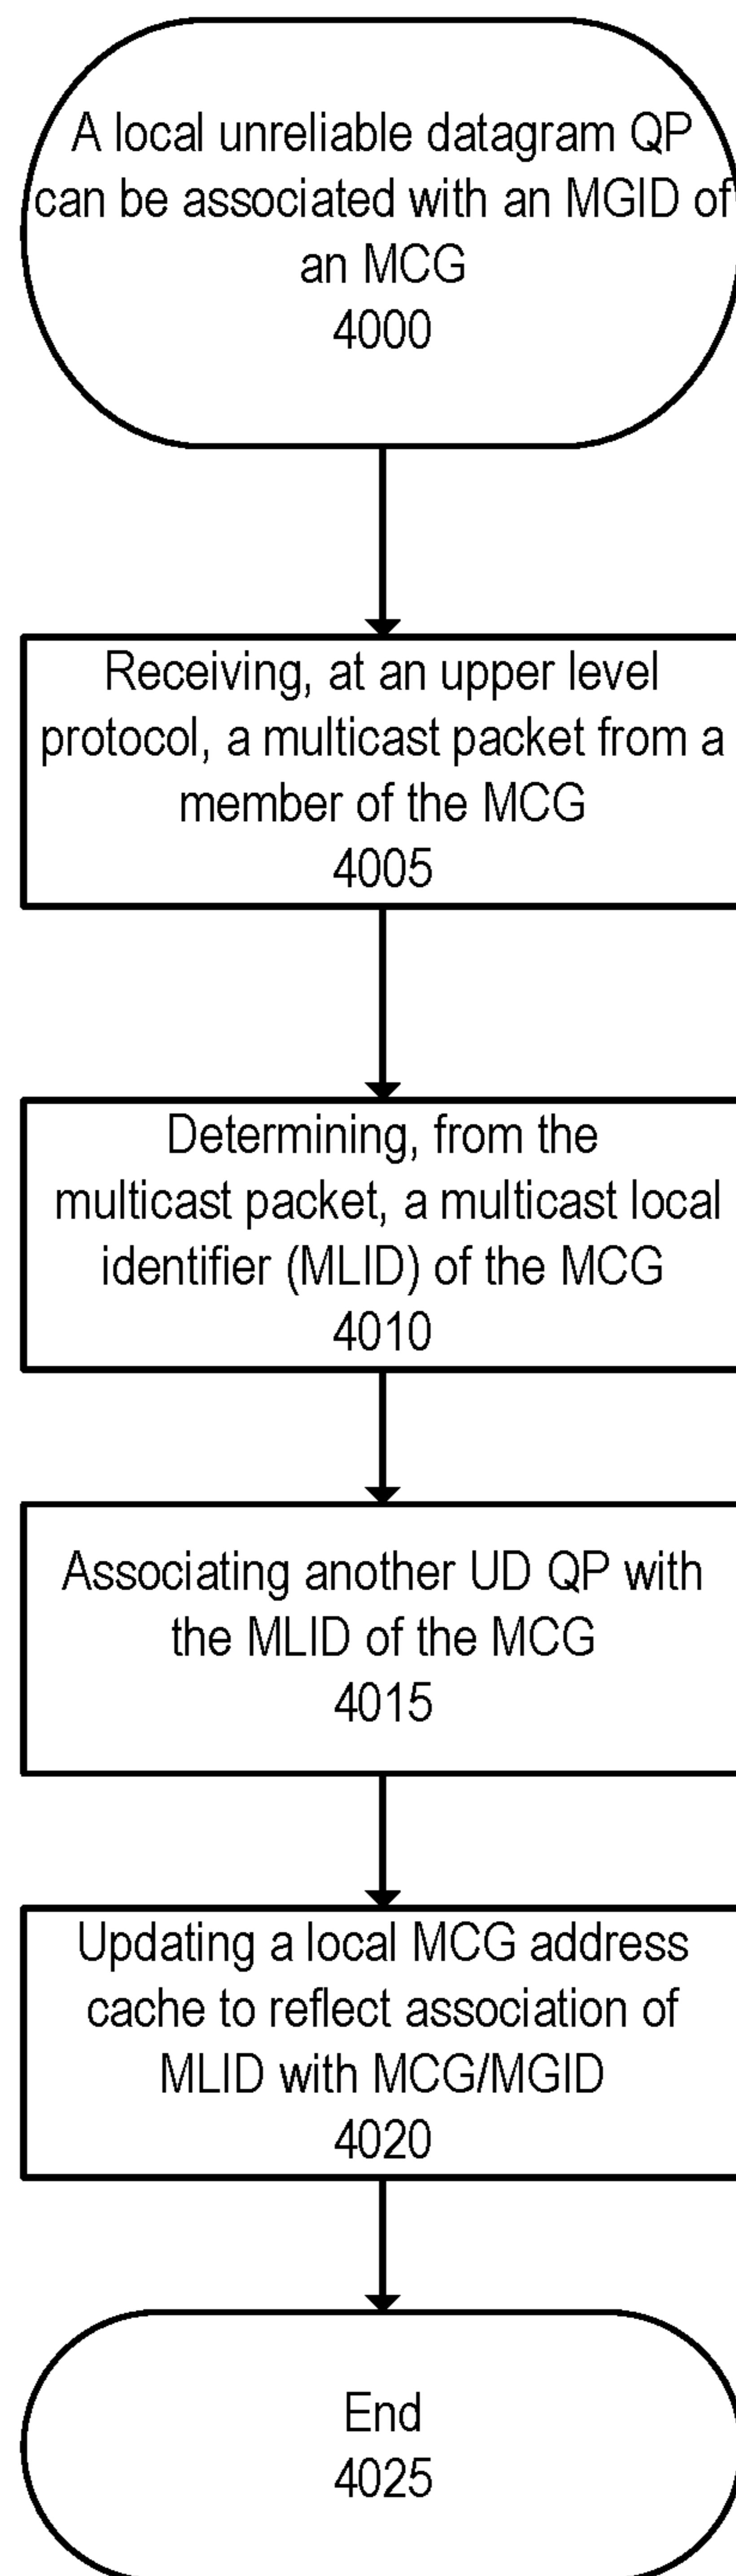 A local unreliable datagram QP
can be associated with an MGID of
an MCG
4000
Receiving, at an upper level
protocol, a multicast packet from a
member of the MCG
4005
Determining, from the
multicast packet, a multicast local
identifier (MLID) of the MCG
4010
Associating another UD QP with
the MLID of the MCG
4015
Updating a local MCG address
cache to reflect association of
MLID with MCG/MGID
4020
End
4025